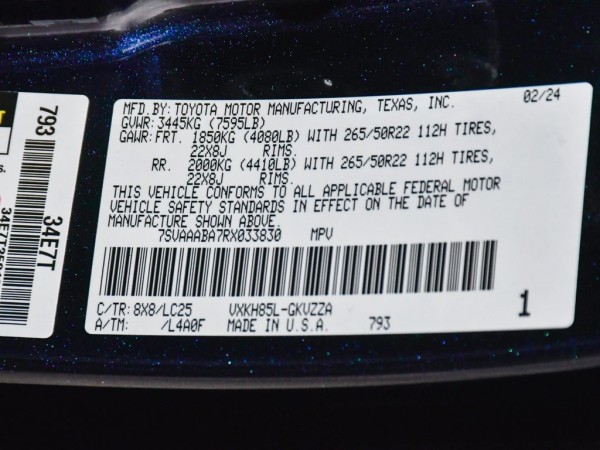 793
34E7T
MFD. BY: TOYOTA MOTOR MANUFACTURING, TEXAS, INC. 02/24
GVWR: 3445KG (7595LB)
GAWR: FRT. 1850KG (4080LB) WITH 265/50R22 112H TIRES,
22X8J RIMS.
RR. 2000KG (4410LB) WITH 265/50R22 112H TIRES,
22X8J RIMS.
THIS VEHICLE CONFORMS TO ALL APPLICABLE FEDERAL MOTOR
VEHICLE SAFETY STANDARDS IN EFFECT ON THE DATE OF
MANUFACTURE SHOWN ABOVE.
7SVAAABA7RX033830 MPV
C/TR: 8X8/LC25 VXKH85L-GKVZZA
A/TM: /L4A0F MADE IN U.S.A. 793
1